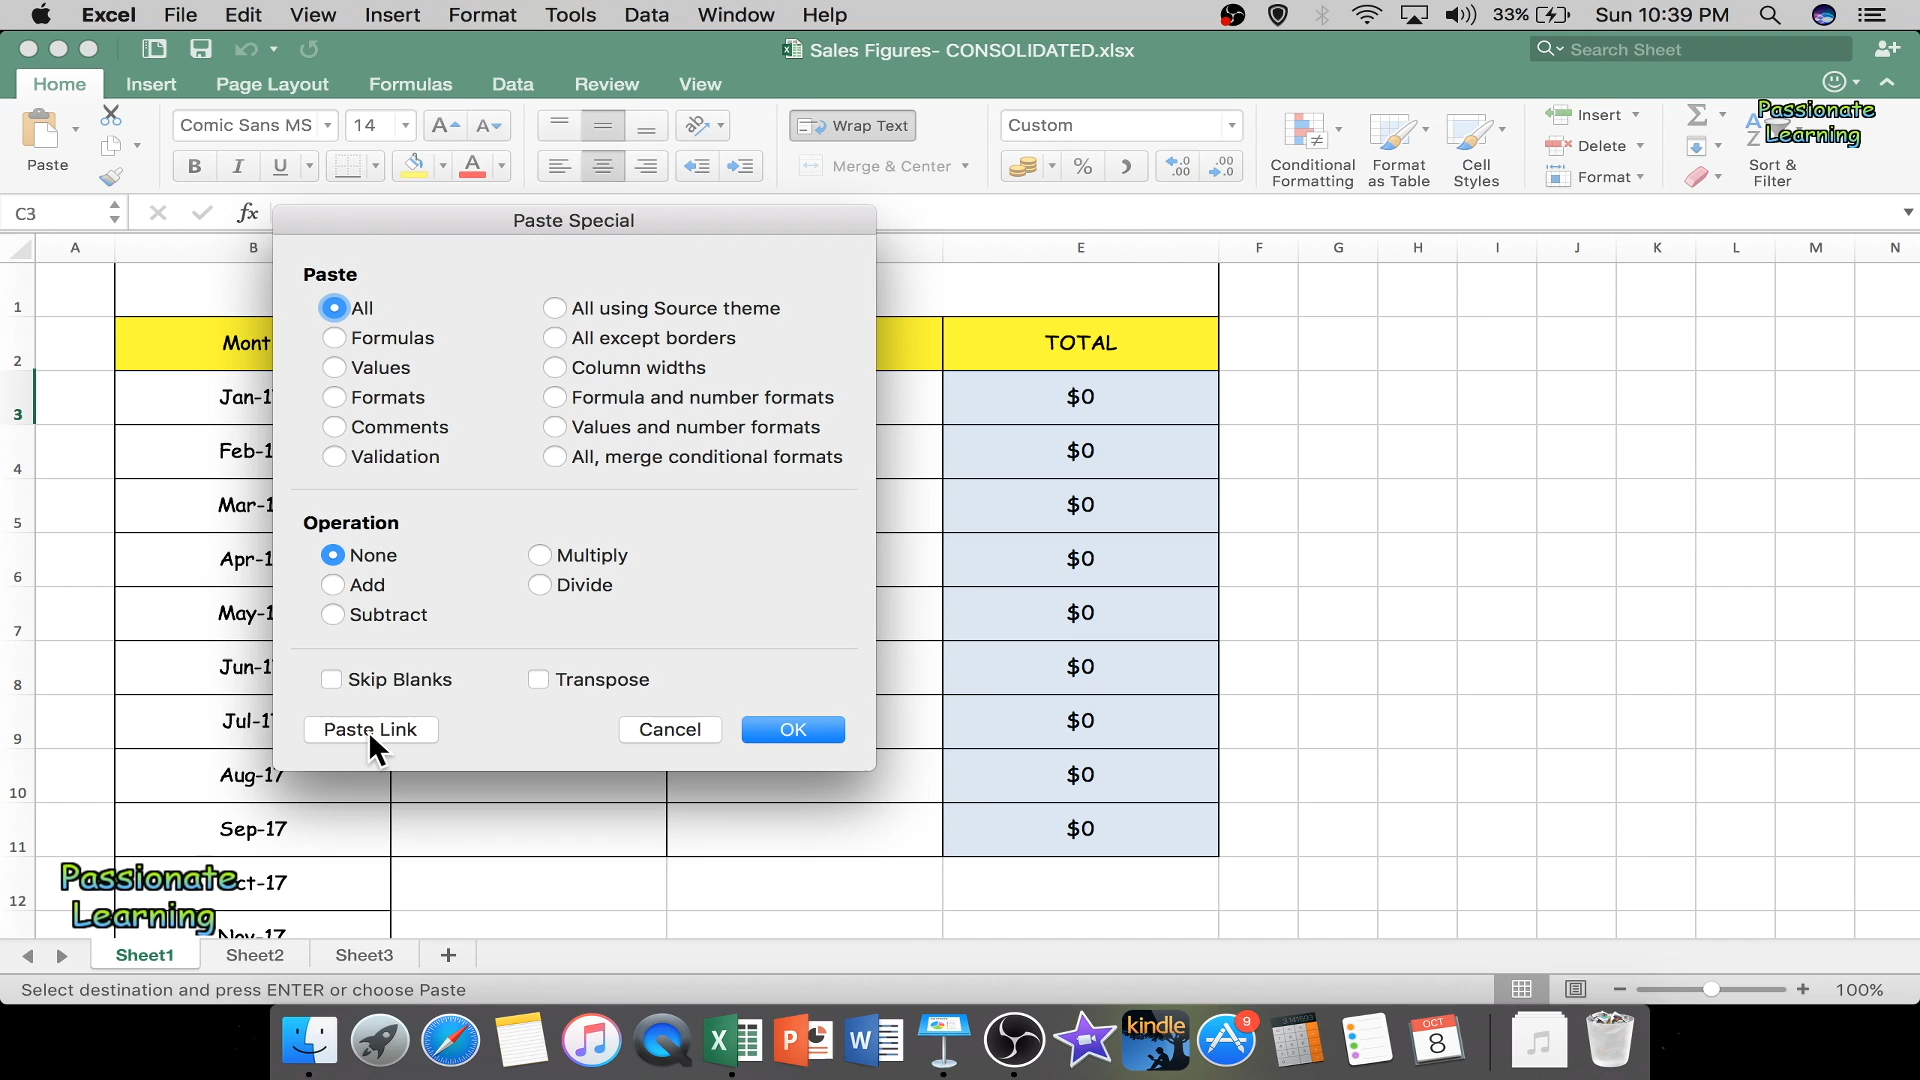 Excel File Edit View Insert Format Tools Data Window Help 33% Sun 10:39 PM
Sales Figures- CONSOLIDATED.xlsx
Search Sheet
Home Insert Page Layout Formulas Data Review View
Paste
Comic Sans MS 14
B I U A
Wrap Text
Merge & Center
Custom
%
Conditional Formatting
Format as Table
Cell Styles
Insert
Delete
Format
Sort & Filter
Passionate
Learning
C3 fx
Paste Special
Paste
All
All using Source theme
Formulas
All except borders
Values
Column widths
Formats
Formula and number formats
Comments
Values and number formats
Validation
All, merge conditional formats
Operation
None
Multiply
Add
Divide
Subtract
Skip Blanks
Transpose
Paste Link
Cancel
OK
A B E F G H I J K L M N
1
2 Mont TOTAL
3 Jan-1 $0
4 Feb-1 $0
5 Mar-1 $0
6 Apr-1 $0
7 May-1 $0
8 Jun-1 $0
9 Jul-1 $0
10 Aug-17 $0
11 Sep-17 $0
12 ct-17
Nov-17
Passionate
Learning
Sheet1 Sheet2 Sheet3 +
Select destination and press ENTER or choose Paste
100%
kindle
9
OCT
8